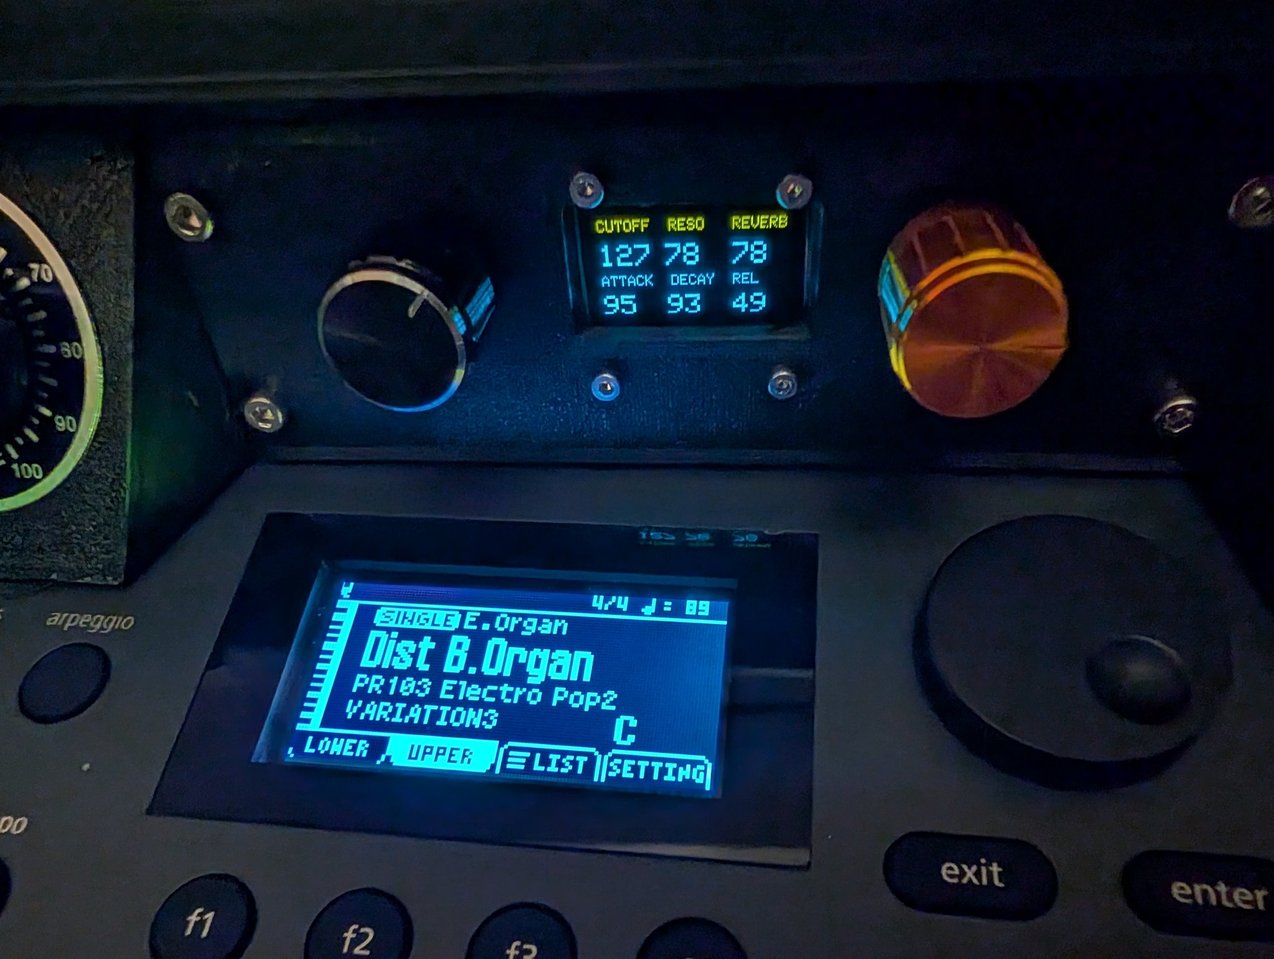 CUTOFF RESO REVERB
127 78 78
ATTACK DECAY REL
95 93 49
70
80
90
100
4/4 ♩= 89
SINGLE E.Organ
Dist B.Organ
PR103 Electro Pop2
VARIATION3
C
LOWER UPPER LIST SETTING
arpeggio
exit
enter
f1
f2
f3